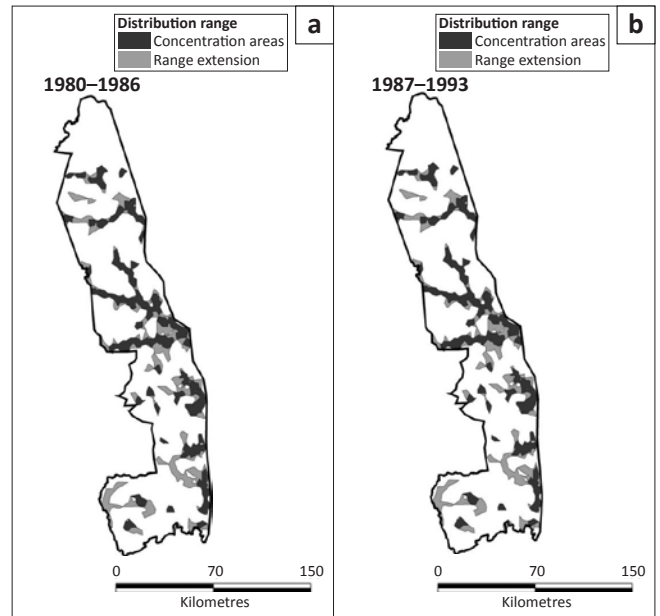 a
Distribution range
Concentration areas
Range extension
1980–1986
0 70 150
Kilometres
b
Distribution range
Concentration areas
Range extension
1987–1993
0 70 150
Kilometres